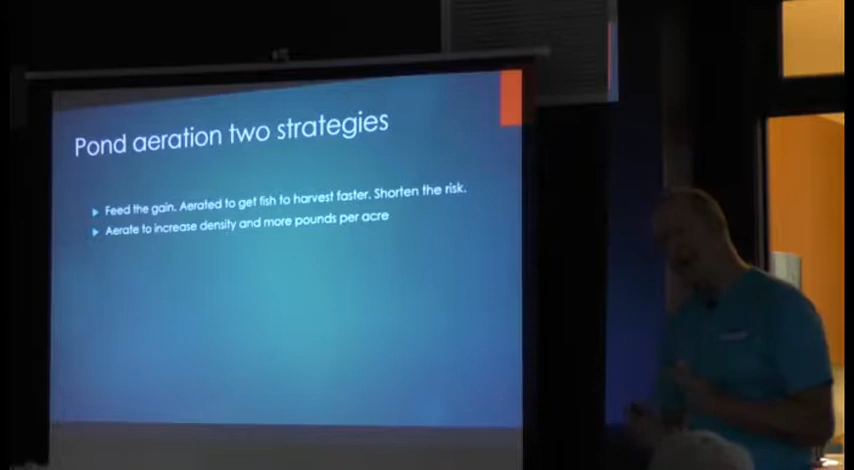 Pond aeration two strategies
Feed the gain. Aerated to get fish to harvest faster. Shorten the risk.
Aerate to increase density and more pounds per acre